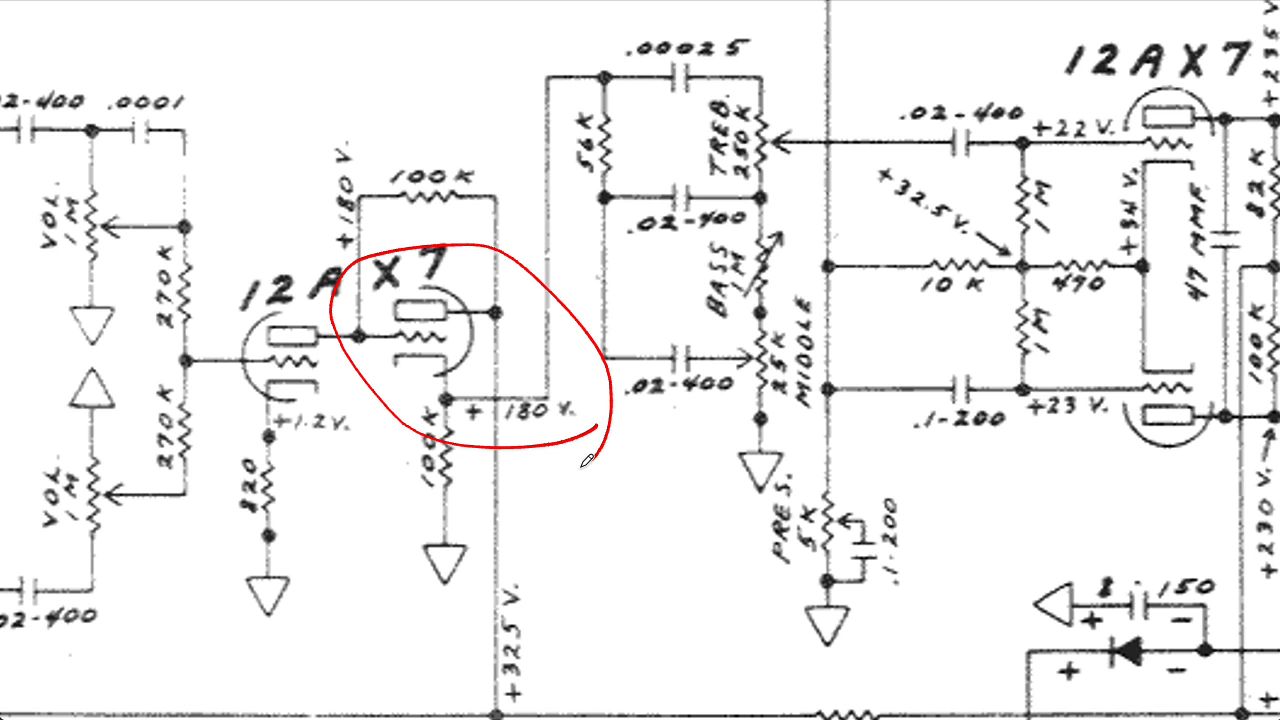 .00025
12AX7
+235 V.
02-400
.0001
.02-400
+22 V.
56K
TREB.
250K
+180 V.
100K
82K
+32.5 V.
1M
+34 V.
47 MMF.
VOL.
1M
.02-400
270K
12AX7
BASS
1M
10K
470
1M
100K
MIDDLE
25K
.02-400
+1.2V.
+ 180 V.
.1-200
+23 V.
270K
100K
VOL
1M
820
PRES.
5K
.1-200
+230 V.
02-400
+325 V.
8 - 150
+ -
+ -
+